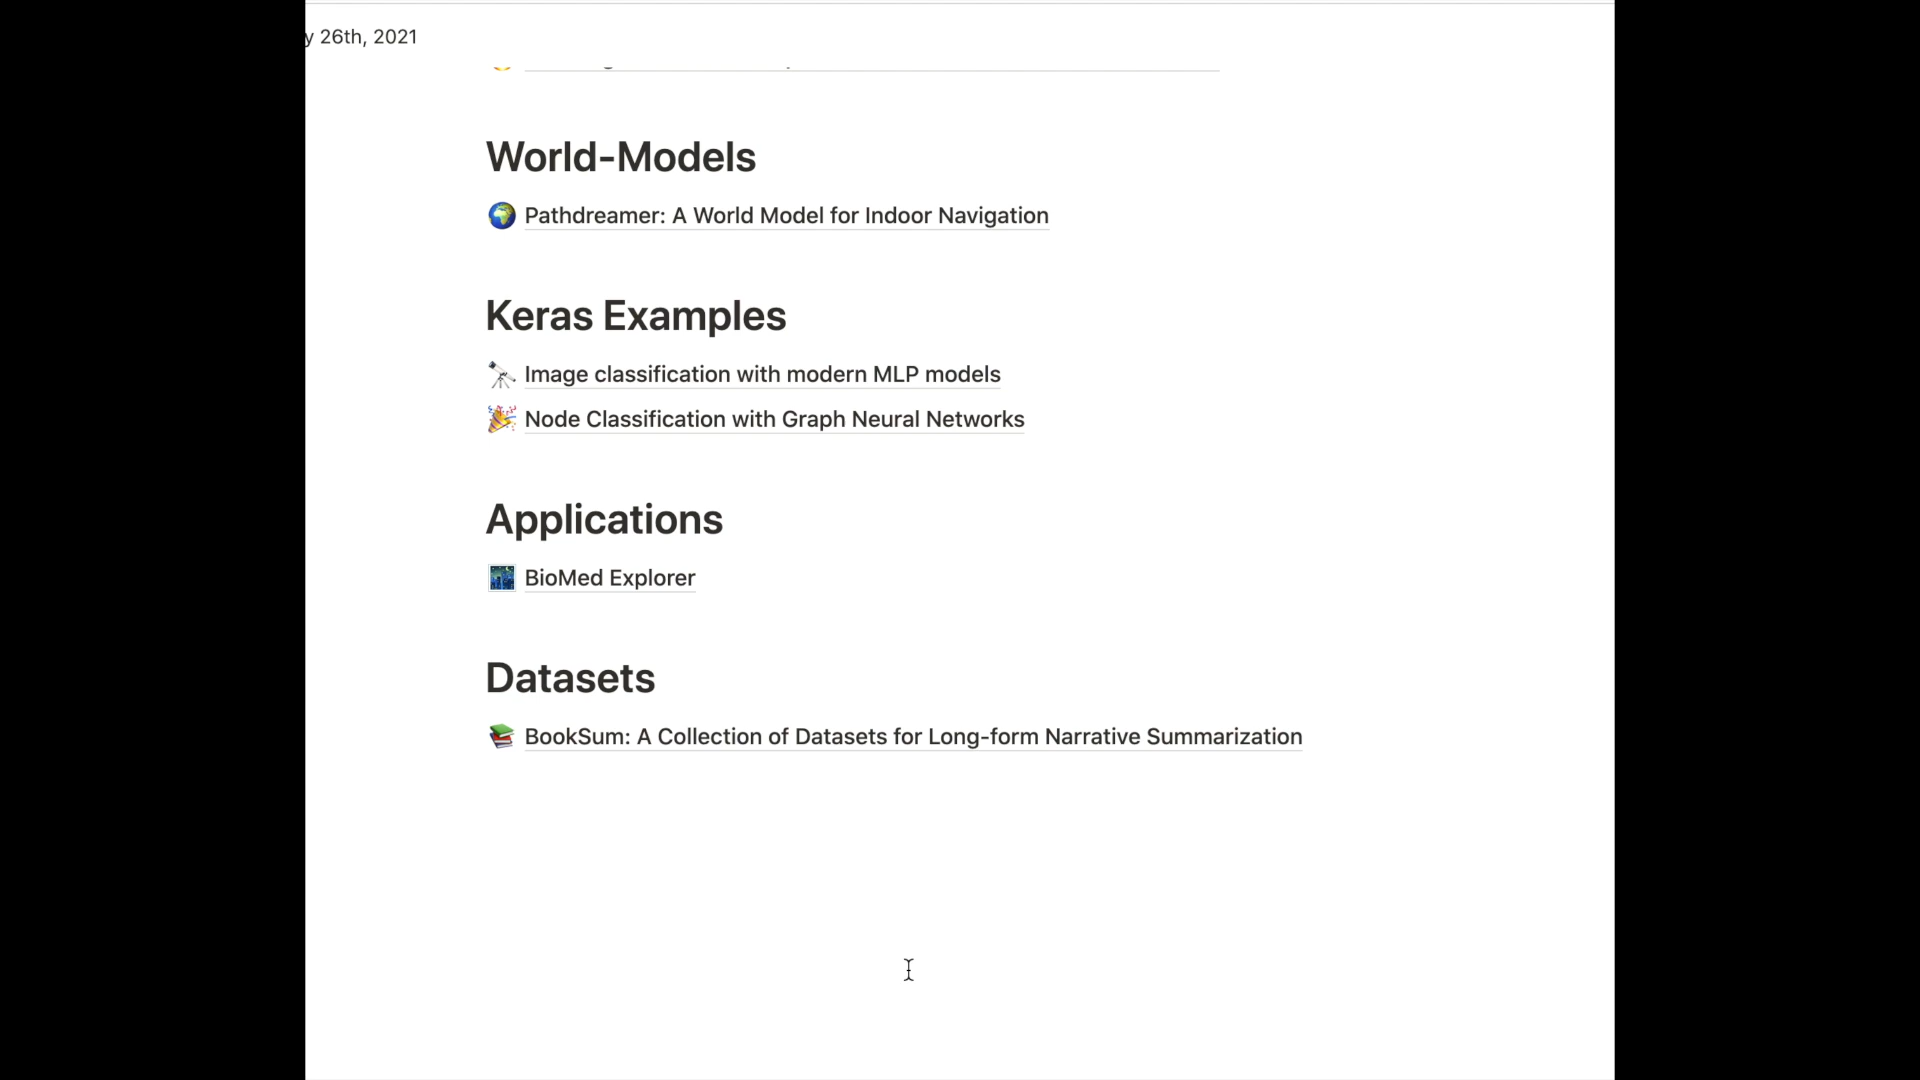 y 26th, 2021
World-Models
Pathdreamer: A World Model for Indoor Navigation
Keras Examples
Image classification with modern MLP models
Node Classification with Graph Neural Networks
Applications
BioMed Explorer
Datasets
BookSum: A Collection of Datasets for Long-form Narrative Summarization